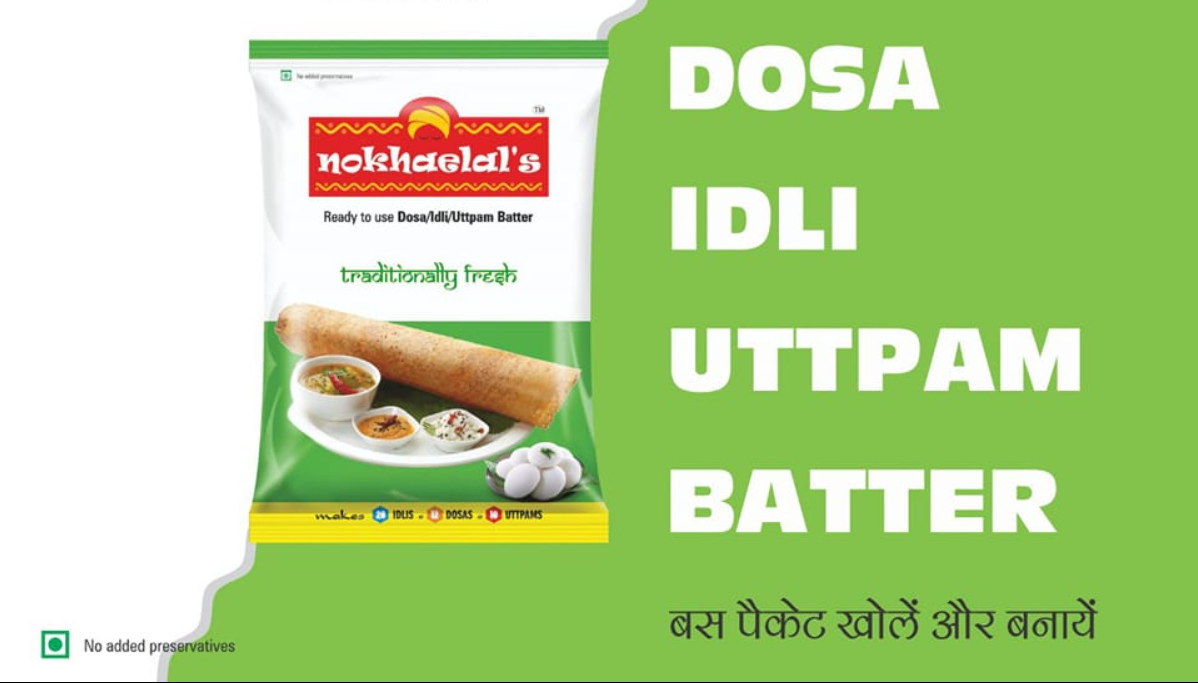 No added preservatives
TM
nokhaelal's
Ready to use Dosa/Idli/Uttpam Batter
traditionally fresh
makes IDLIS DOSAS UTTPAMS
DOSA
IDLI
UTTPAM
BATTER
बस पैकेट खोलें और बनायें
No added preservatives